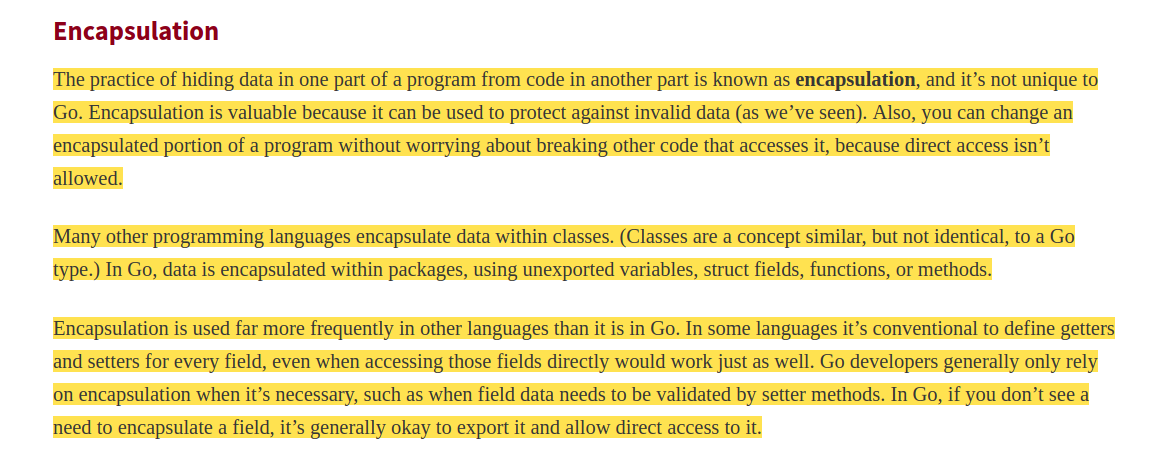 Encapsulation
The practice of hiding data in one part of a program from code in another part is known as encapsulation, and it’s not unique to
Go. Encapsulation is valuable because it can be used to protect against invalid data (as we’ve seen). Also, you can change an
encapsulated portion of a program without worrying about breaking other code that accesses it, because direct access isn’t
allowed.
Many other programming languages encapsulate data within classes. (Classes are a concept similar, but not identical, to a Go
type.) In Go, data is encapsulated within packages, using unexported variables, struct fields, functions, or methods.
Encapsulation is used far more frequently in other languages than it is in Go. In some languages it’s conventional to define getters
and setters for every field, even when accessing those fields directly would work just as well. Go developers generally only rely
on encapsulation when it’s necessary, such as when field data needs to be validated by setter methods. In Go, if you don’t see a
need to encapsulate a field, it’s generally okay to export it and allow direct access to it.